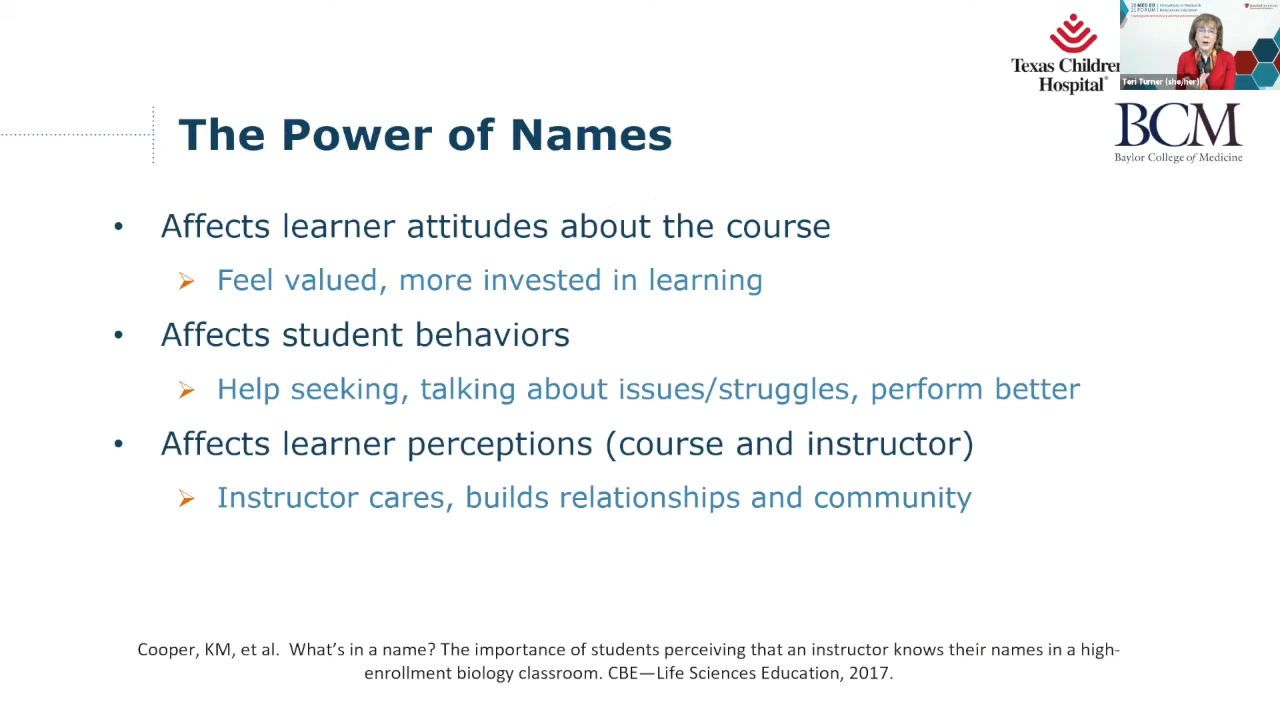 The Power of Names
• Affects learner attitudes about the course
Feel valued, more invested in learning
• Affects student behaviors
Help seeking, talking about issues/struggles, perform better
• Affects learner perceptions (course and instructor)
Instructor cares, builds relationships and community
Cooper, KM, et al.  What’s in a name? The importance of students perceiving that an instructor knows their names in a high-
enrollment biology classroom. CBE—Life Sciences Education, 2017.
Texas Children
Hospital
BCM
Baylor College of Medicine
MED ED
FORUM
Teri Turner (she/her)